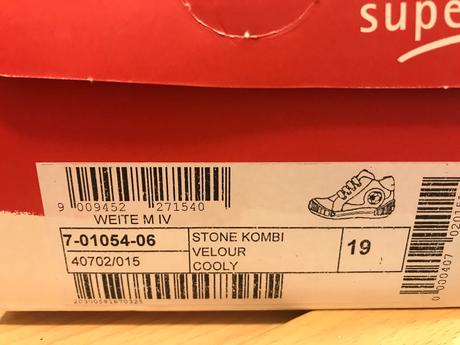 supe
9 009452 271540
WEITE M IV
7-01054-06
40702/015
STONE KOMBI
VELOUR
COOLY
19